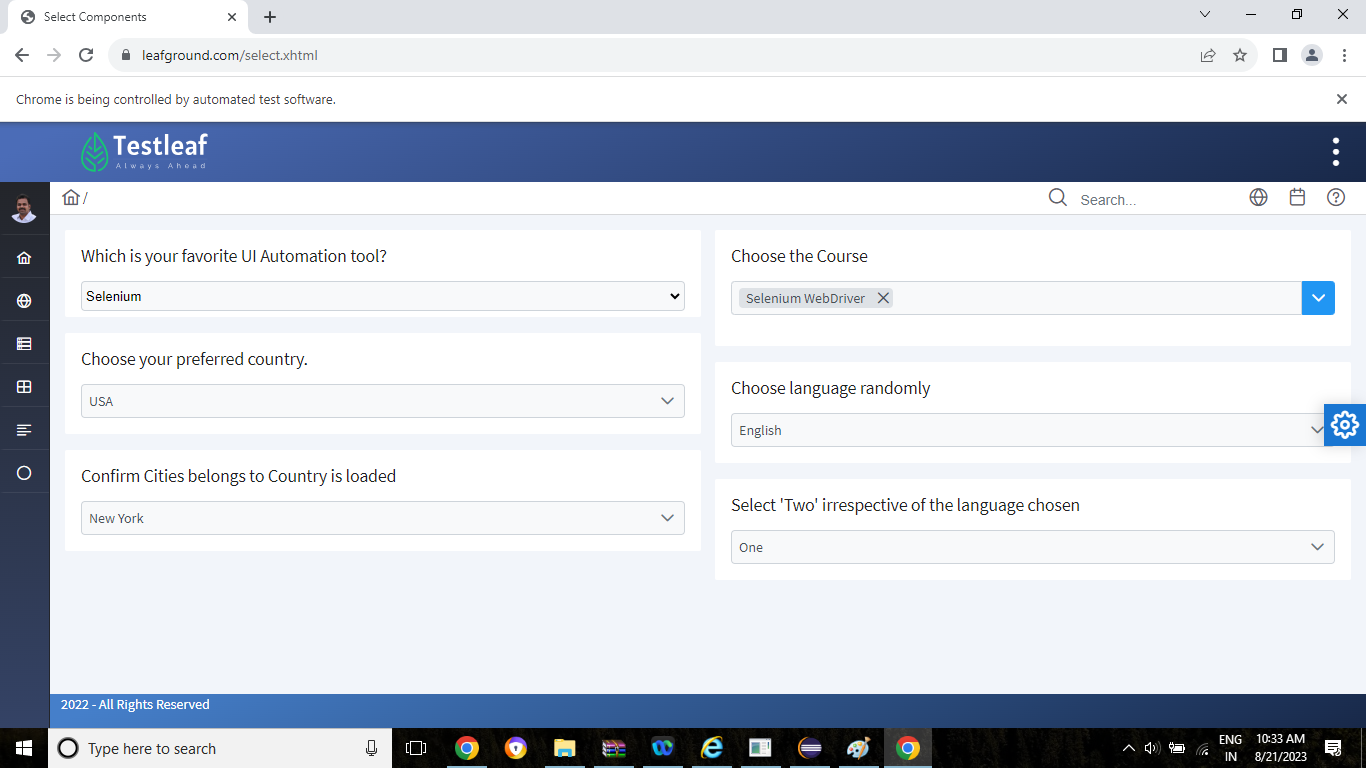 Select Components
leafground.com/select.xhtml
Chrome is being controlled by automated test software.
Testleaf
Always Ahead
/
Search...
Which is your favorite UI Automation tool?
Selenium
Choose your preferred country.
USA
Confirm Cities belongs to Country is loaded
New York
Choose the Course
Selenium WebDriver
Choose language randomly
English
Select 'Two' irrespective of the language chosen
One
2022 - All Rights Reserved
Type here to search
ENG
IN
10:33 AM
8/21/2023